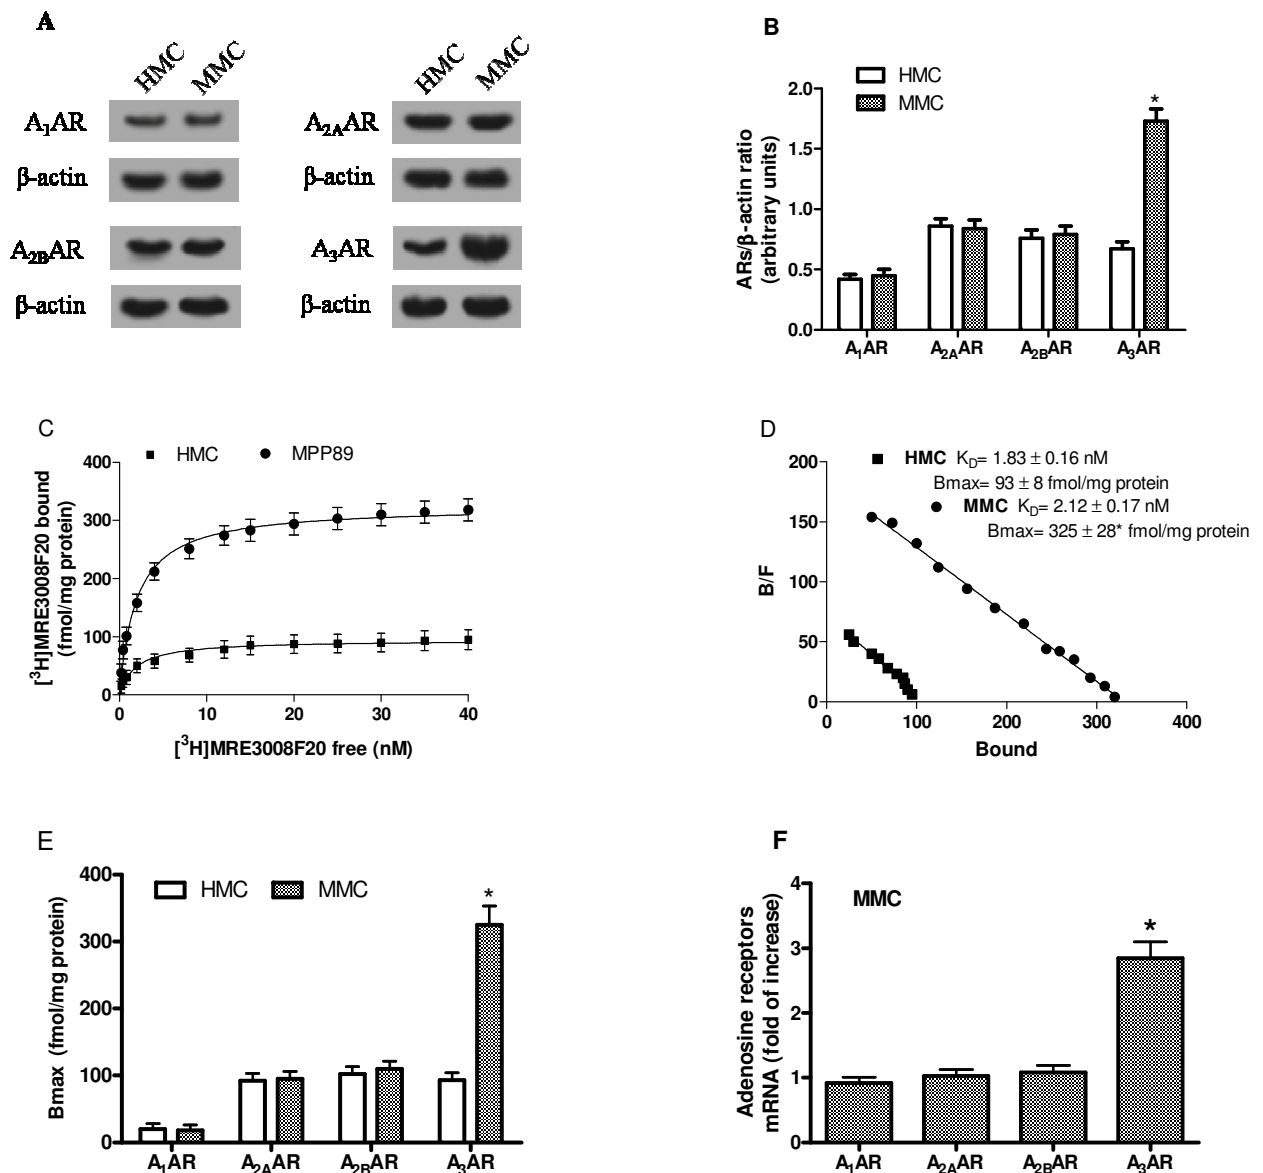 A
HMC MMC
HMC MMC
A1AR
A2AAR
β-actin
β-actin
A2BAR
A3AR
β-actin
β-actin
B
HMC
MMC
ARs/β-actin ratio
(arbitrary units)
2.0
1.5
1.0
0.5
0.0
*
A1AR A2AAR A2BAR A3AR
C
HMC MPP89
[3H]MRE3008F20 bound
(fmol/mg protein)
400
300
200
100
0
0 10 20 30 40
[3H]MRE3008F20 free (nM)
D
HMC KD= 1.83 ± 0.16 nM
Bmax= 93 ± 8 fmol/mg protein
MMC KD= 2.12 ± 0.17 nM
Bmax= 325 ± 28* fmol/mg protein
B/F
200
150
100
50
0
0 100 200 300 400
Bound
E
HMC MMC
Bmax (fmol/mg protein)
400
300
200
100
0
*
A1AR A2AAR A2BAR A3AR
F
MMC
Adenosine receptors
mRNA (fold of increase)
4
3
2
1
0
*
A1AR A2AAR A2BAR A3AR